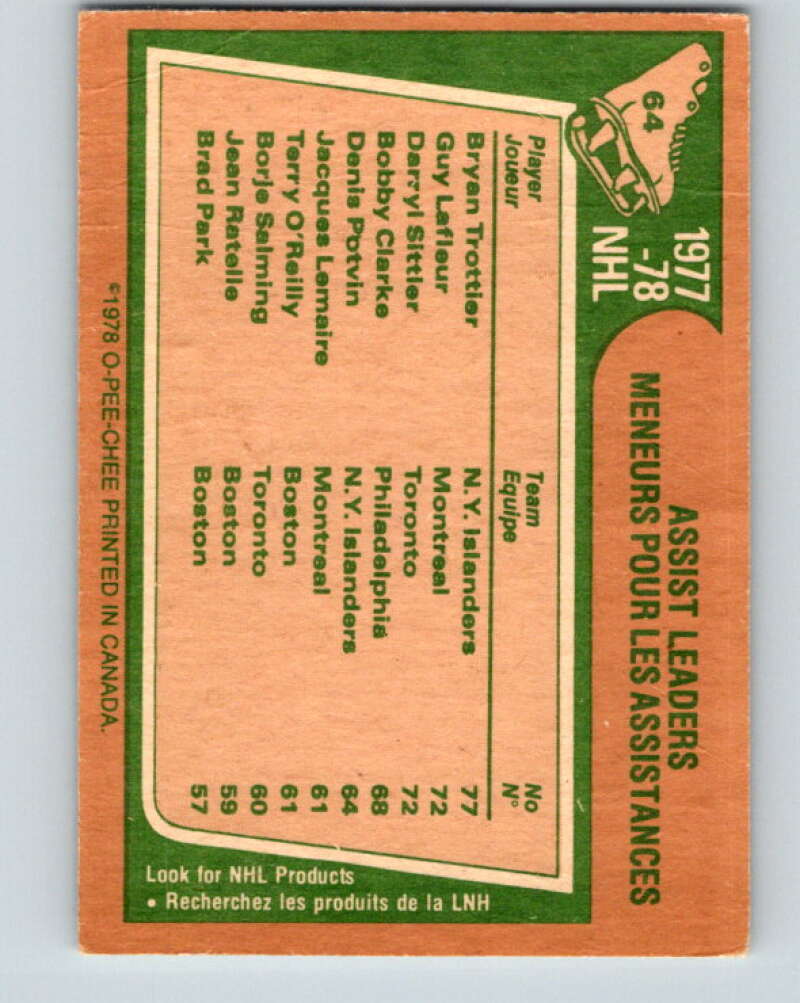 64
1977
-78
NHL
ASSIST LEADERS
MENEURS POUR LES ASSISTANCES
Player Team No
Joueur Equipe N°
Bryan Trottier N.Y. Islanders 77
Guy Lafleur Montreal 72
Darryl Sittler Toronto 72
Bobby Clarke Philadelphia 68
Denis Potvin N.Y. Islanders 64
Jacques Lemaire Montreal 61
Terry O'Reilly Boston 61
Borje Salming Toronto 60
Jean Ratelle Boston 59
Brad Park Boston 57
Look for NHL Products
• Recherchez les produits de la LNH
©1978 O-PEE-CHEE PRINTED IN CANADA.